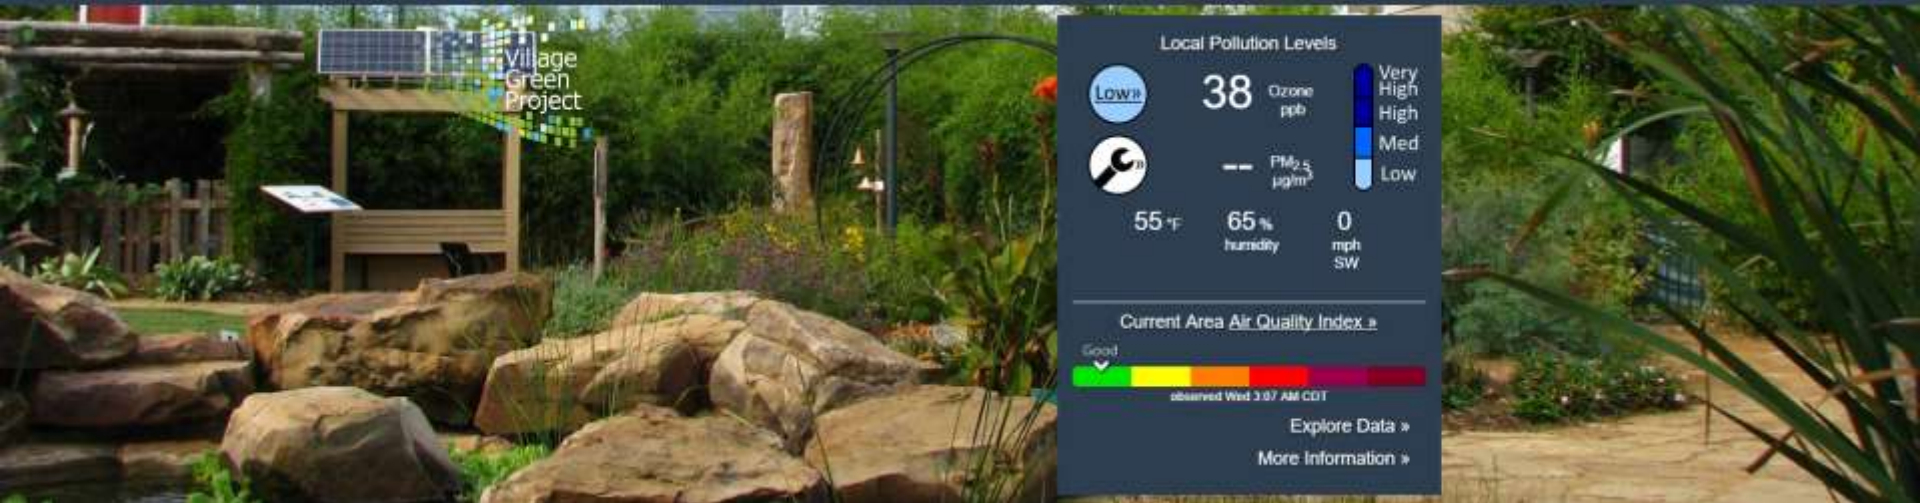 Village
Green
Project
Local Pollution Levels
Low»
38 Ozone
ppb
»
-- PM2.5
µg/m3
Very
High
High
Med
Low
55 °F
65 %
humidity
0
mph
SW
Current Area Air Quality Index »
Good
observed Wed 3:07 AM CDT
Explore Data »
More Information »